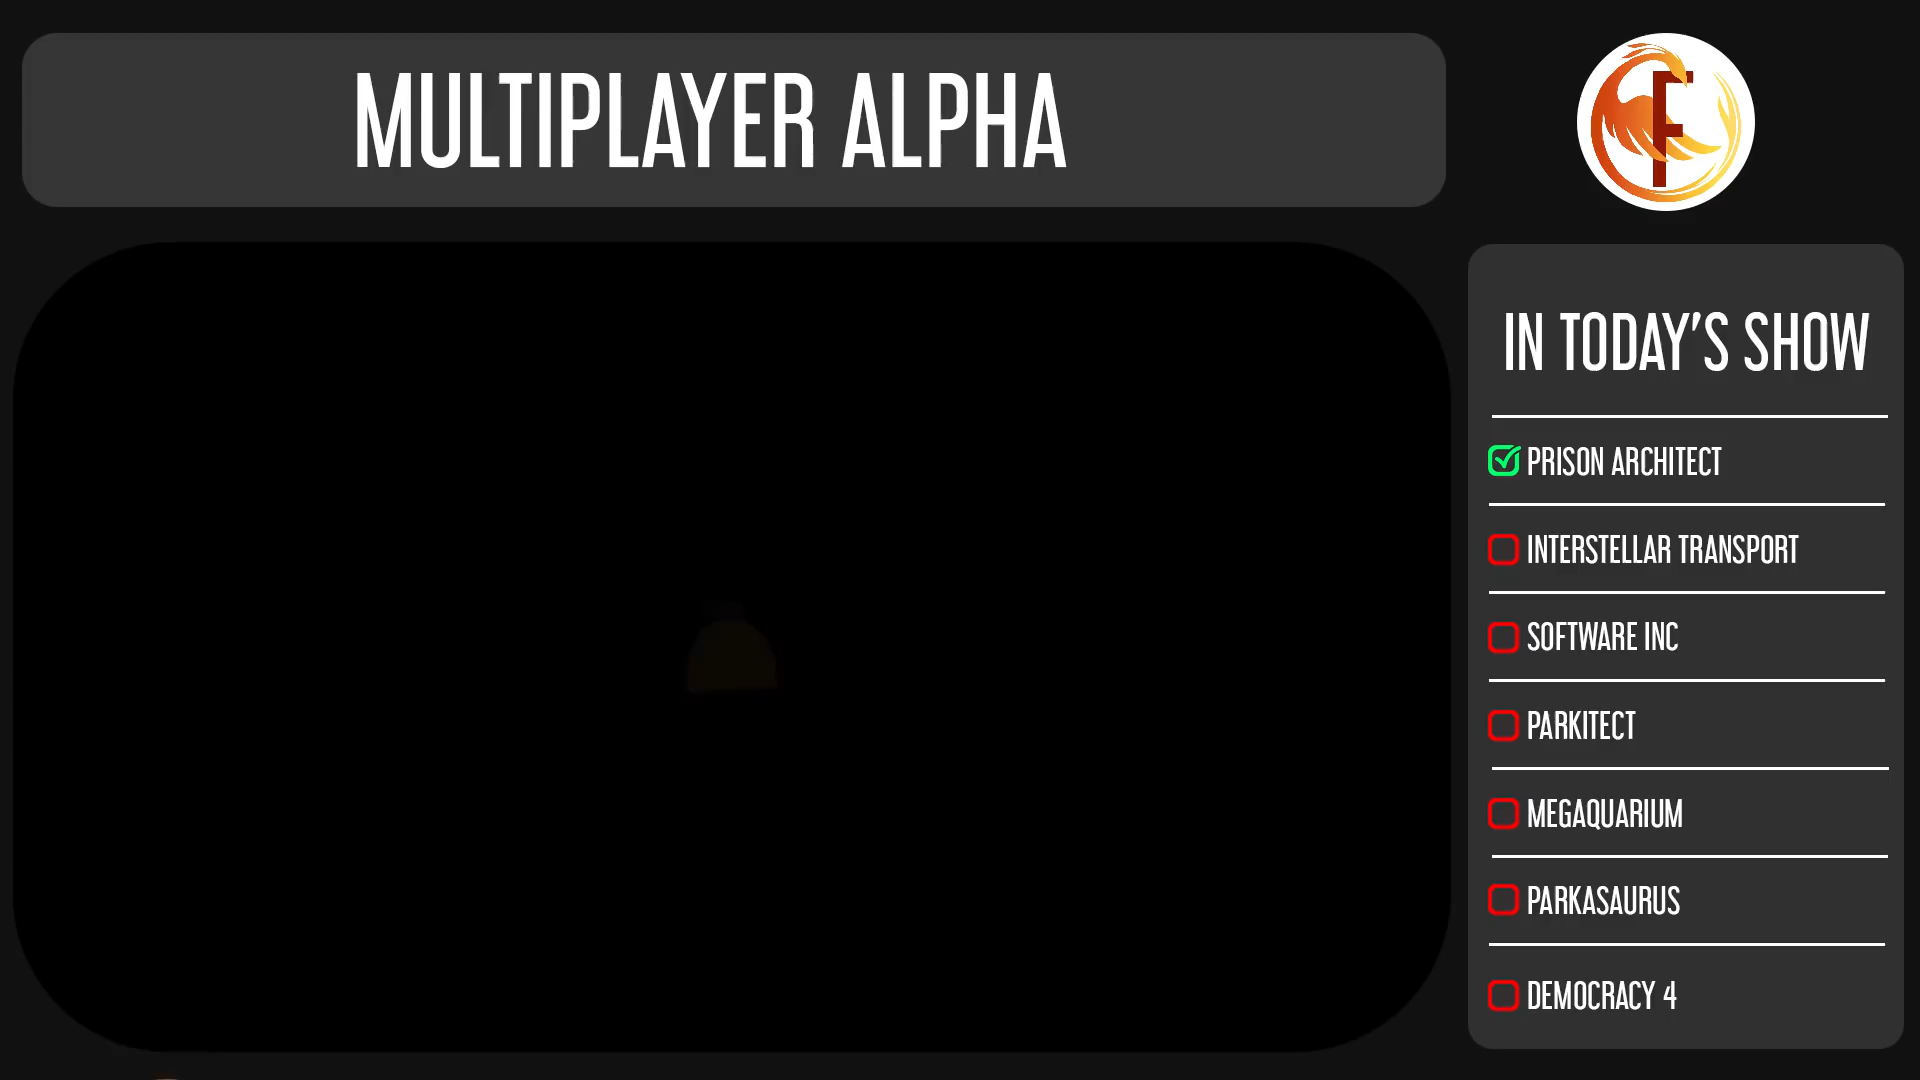 MULTIPLAYER ALPHA
F
IN TODAY'S SHOW
PRISON ARCHITECT
INTERSTELLAR TRANSPORT
SOFTWARE INC
PARKITECT
MEGAQUARIUM
PARKASAURUS
DEMOCRACY 4